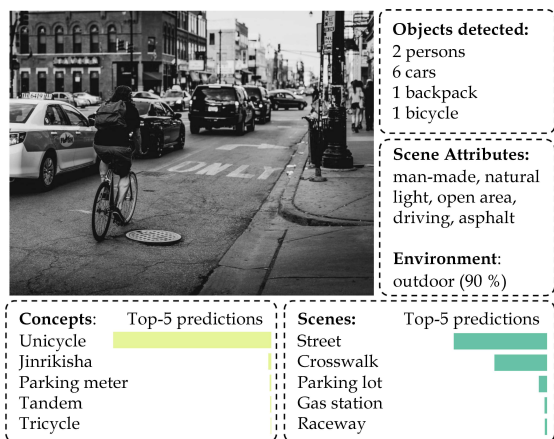 ONLY
Objects detected:
2 persons
6 cars
1 backpack
1 bicycle
Scene Attributes:
man-made, natural
light, open area,
driving, asphalt
Environment:
outdoor (90 %)
Concepts: Top-5 predictions
Unicycle
Jinrikisha
Parking meter
Tandem
Tricycle
Scenes: Top-5 predictions
Street
Crosswalk
Parking lot
Gas station
Raceway